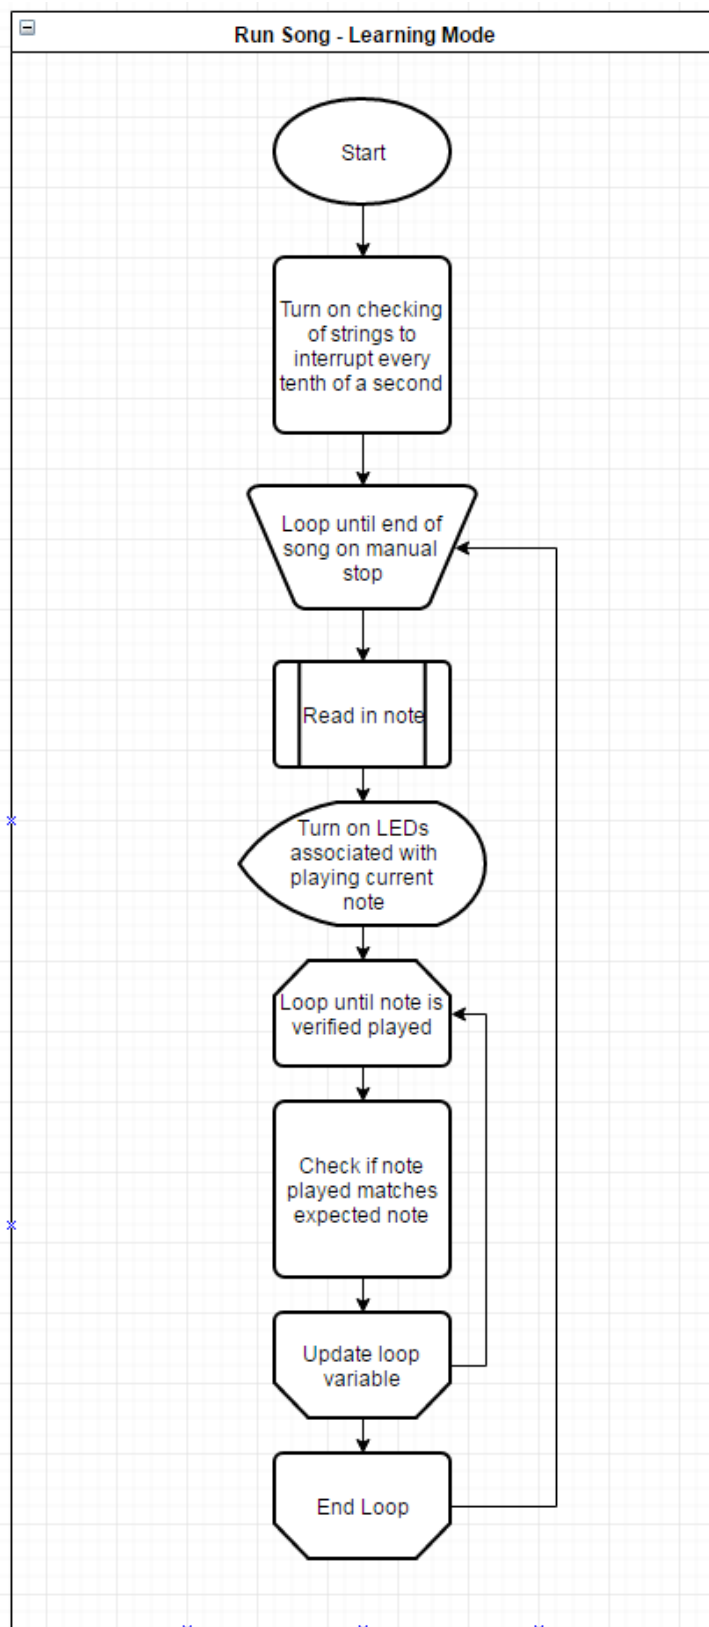 Run Song - Learning Mode
Start
Turn on checking
of strings to
interrupt every
tenth of a second
Loop until end of
song on manual
stop
Read in note
Turn on LEDs
associated with
playing current
note
Loop until note is
verified played
Check if note
played matches
expected note
Update loop
variable
End Loop